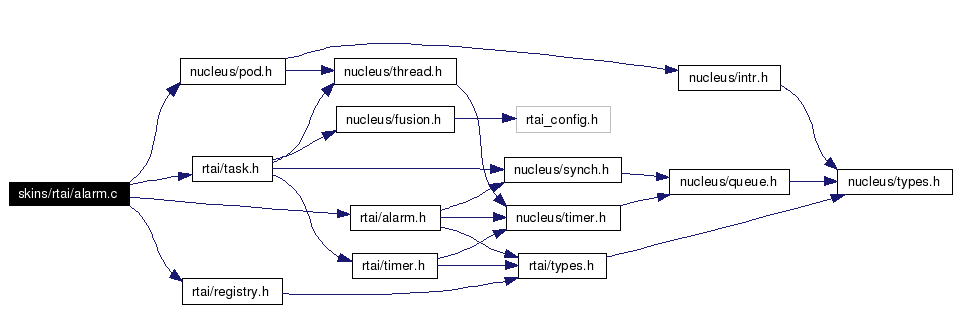 skins/rtai/alarm.c
nucleus/pod.h
rtai/task.h
rtai/registry.h
nucleus/thread.h
nucleus/fusion.h
rtai/alarm.h
rtai/timer.h
rtai_config.h
nucleus/synch.h
nucleus/timer.h
rtai/types.h
nucleus/intr.h
nucleus/queue.h
nucleus/types.h